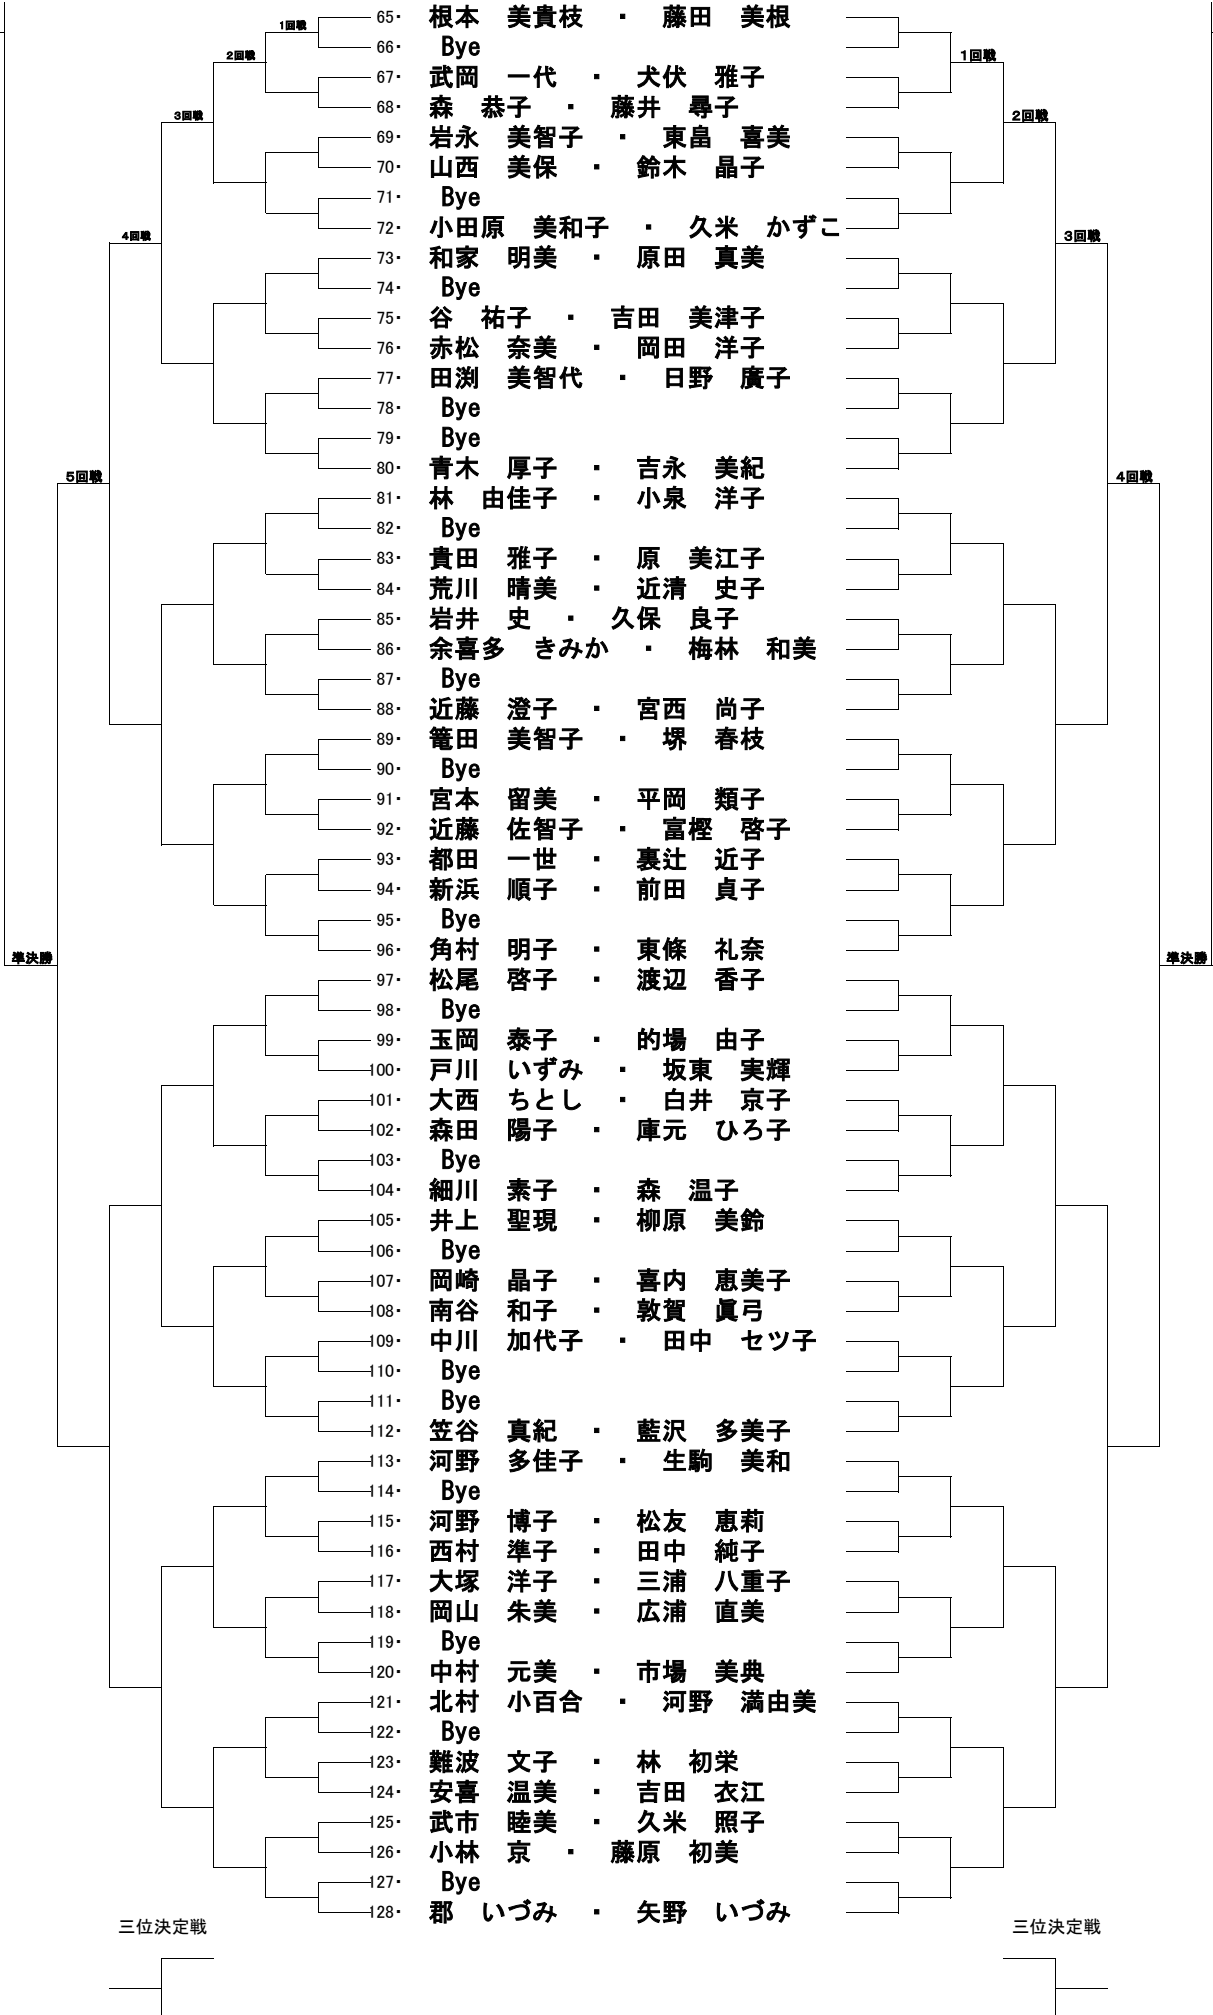 1回戦
65・ 根本 美貴枝 ・ 藤田 美根
66・ Bye
2回戦 1回戦
67・ 武岡 一代 ・ 犬伏 雅子
68・ 森 恭子 ・ 藤井 尋子
3回戦 2回戦
69・ 岩永 美智子 ・ 東畠 喜美
70・ 山西 美保 ・ 鈴木 晶子
71・ Bye
72・ 小田原 美和子 ・ 久米 かずこ
4回戦 3回戦
73・ 和家 明美 ・ 原田 真美
74・ Bye
75・ 谷 祐子 ・ 吉田 美津子
76・ 赤松 奈美 ・ 岡田 洋子
77・ 田渕 美智代 ・ 日野 廣子
78・ Bye
79・ Bye
80・ 青木 厚子 ・ 吉永 美紀
5回戦 4回戦
81・ 林 由佳子 ・ 小泉 洋子
82・ Bye
83・ 貴田 雅子 ・ 原 美江子
84・ 荒川 晴美 ・ 近清 史子
85・ 岩井 史 ・ 久保 良子
86・ 余喜多 きみか ・ 梅林 和美
87・ Bye
88・ 近藤 澄子 ・ 宮西 尚子
89・ 篭田 美智子 ・ 堺 春枝
90・ Bye
91・ 宮本 留美 ・ 平岡 類子
92・ 近藤 佐智子 ・ 富樫 啓子
93・ 都田 一世 ・ 裏辻 近子
94・ 新浜 順子 ・ 前田 貞子
95・ Bye
96・ 角村 明子 ・ 東條 礼奈
準決勝 準決勝
97・ 松尾 啓子 ・ 渡辺 香子
98・ Bye
99・ 玉岡 泰子 ・ 的場 由子
100・ 戸川 いずみ ・ 坂東 実輝
101・ 大西 ちとし ・ 白井 京子
102・ 森田 陽子 ・ 庫元 ひろ子
103・ Bye
104・ 細川 素子 ・ 森 温子
105・ 井上 聖現 ・ 柳原 美鈴
106・ Bye
107・ 岡崎 晶子 ・ 喜内 恵美子
108・ 南谷 和子 ・ 敦賀 眞弓
109・ 中川 加代子 ・ 田中 セツ子
110・ Bye
111・ Bye
112・ 笠谷 真紀 ・ 藍沢 多美子
113・ 河野 多佳子 ・ 生駒 美和
114・ Bye
115・ 河野 博子 ・ 松友 恵莉
116・ 西村 準子 ・ 田中 純子
117・ 大塚 洋子 ・ 三浦 八重子
118・ 岡山 朱美 ・ 広浦 直美
119・ Bye
120・ 中村 元美 ・ 市場 美典
121・ 北村 小百合 ・ 河野 満由美
122・ Bye
123・ 難波 文子 ・ 林 初栄
124・ 安喜 温美 ・ 吉田 衣江
125・ 武市 睦美 ・ 久米 照子
126・ 小林 京 ・ 藤原 初美
127・ Bye
128・ 郡 いづみ ・ 矢野 いづみ
三位決定戦 三位決定戦